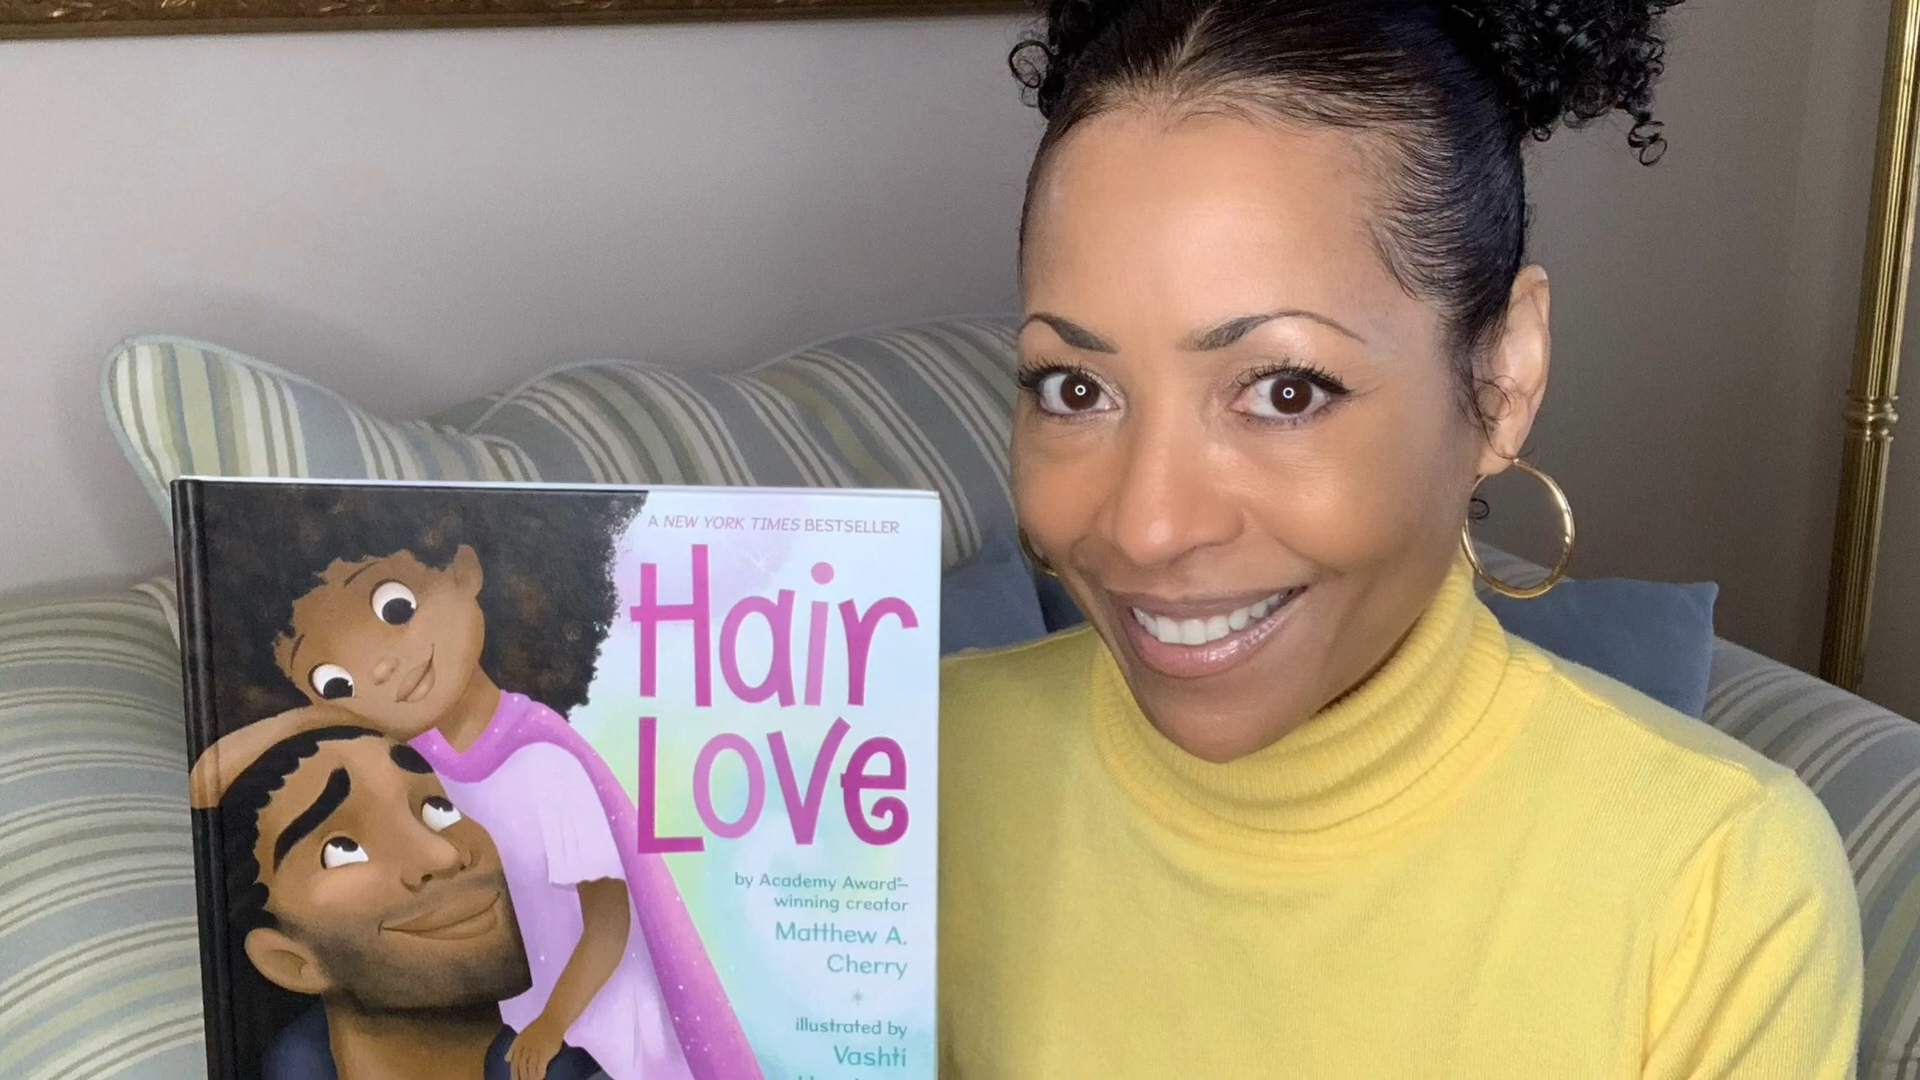 A NEW YORK TIMES BESTSELLER
Hair
Love
by Academy Award®–
winning creator
Matthew A.
Cherry
illustrated by
Vashti